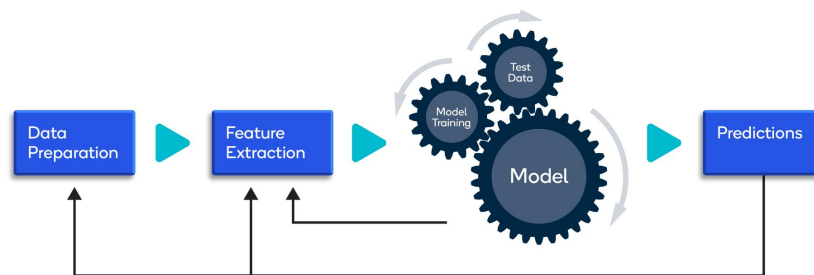 Data
Preparation
Feature
Extraction
Model
Training
Test
Data
Model
Predictions